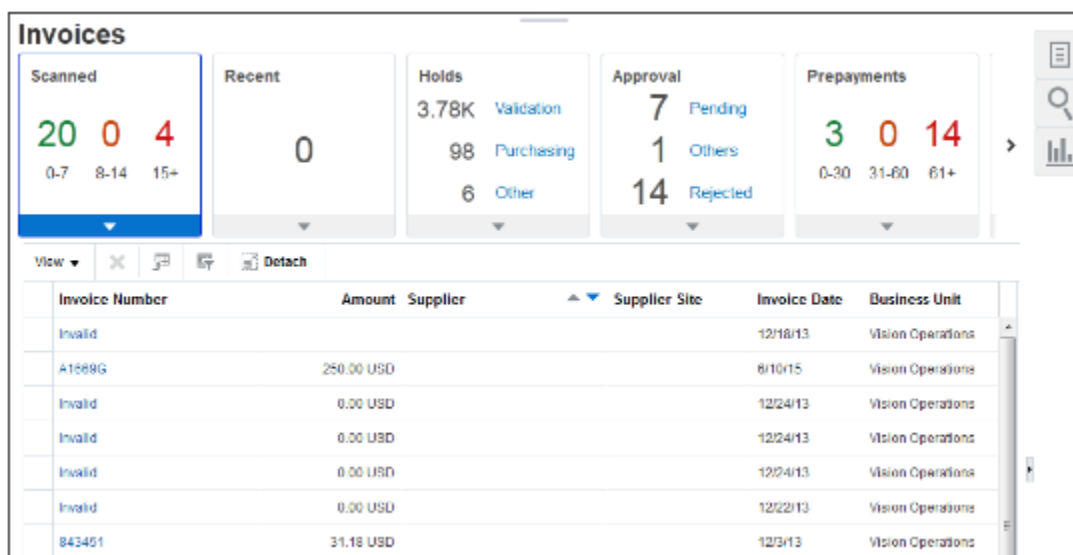 Invoices
Scanned Recent Holds Approval Prepayments
3.78K Validation 7 Pending
20 0 4 0 98 Purchasing 1 Others 3 0 14
0-7 8-14 15+ 6 Other 14 Rejected 0-30 31-60 61+
View Detach
Invoice Number Amount Supplier Supplier Site Invoice Date Business Unit
Invalid 12/18/13 Vision Operations
A1669G 250.00 USD 6/10/15 Vision Operations
Invalid 0.00 USD 12/24/13 Vision Operations
Invalid 0.00 USD 12/24/13 Vision Operations
Invalid 0.00 USD 12/24/13 Vision Operations
Invalid 0.00 USD 12/22/13 Vision Operations
843451 31.18 USD 12/3/13 Vision Operations